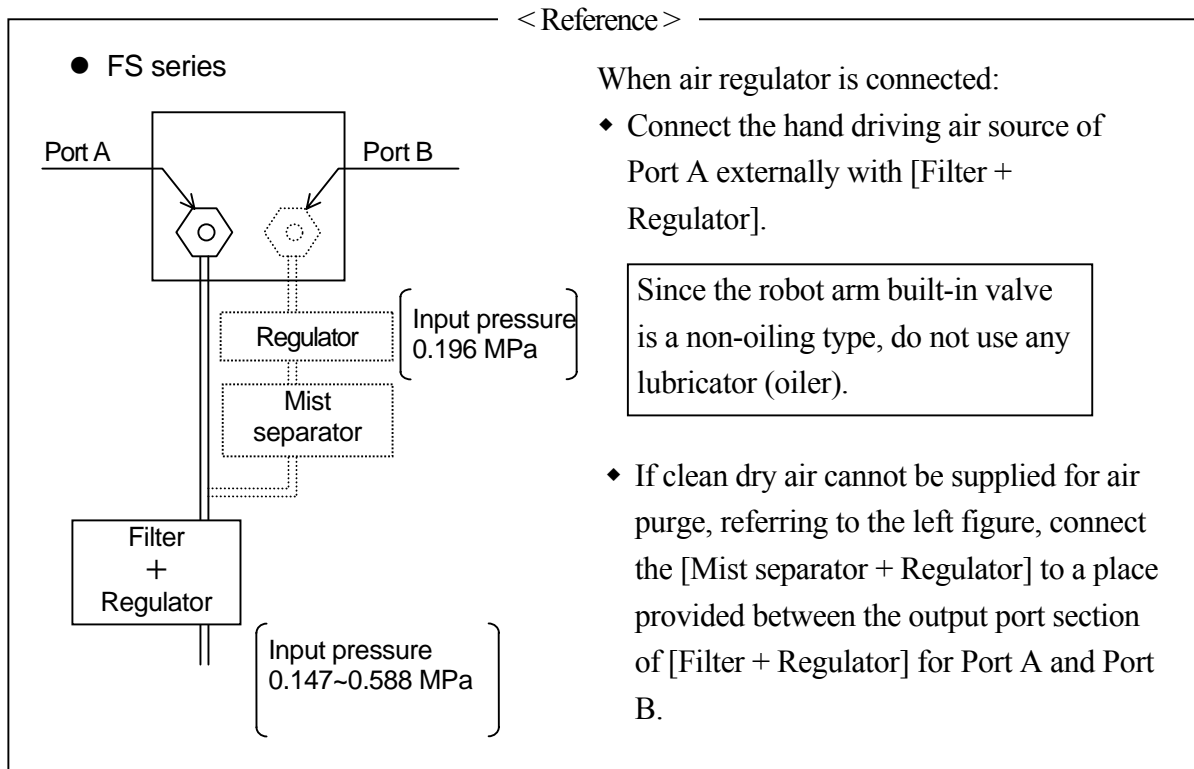 < Reference >
● FS series
Port A
Port B
Regulator
Input pressure
0.196 MPa
Mist
separator
Filter
+
Regulator
Input pressure
0.147~0.588 MPa
When air regulator is connected:
◆ Connect the hand driving air source of
Port A externally with [Filter +
Regulator].
Since the robot arm built-in valve
is a non-oiling type, do not use any
lubricator (oiler).
◆ If clean dry air cannot be supplied for air
purge, referring to the left figure, connect
the [Mist separator + Regulator] to a place
provided between the output port section
of [Filter + Regulator] for Port A and Port
B.